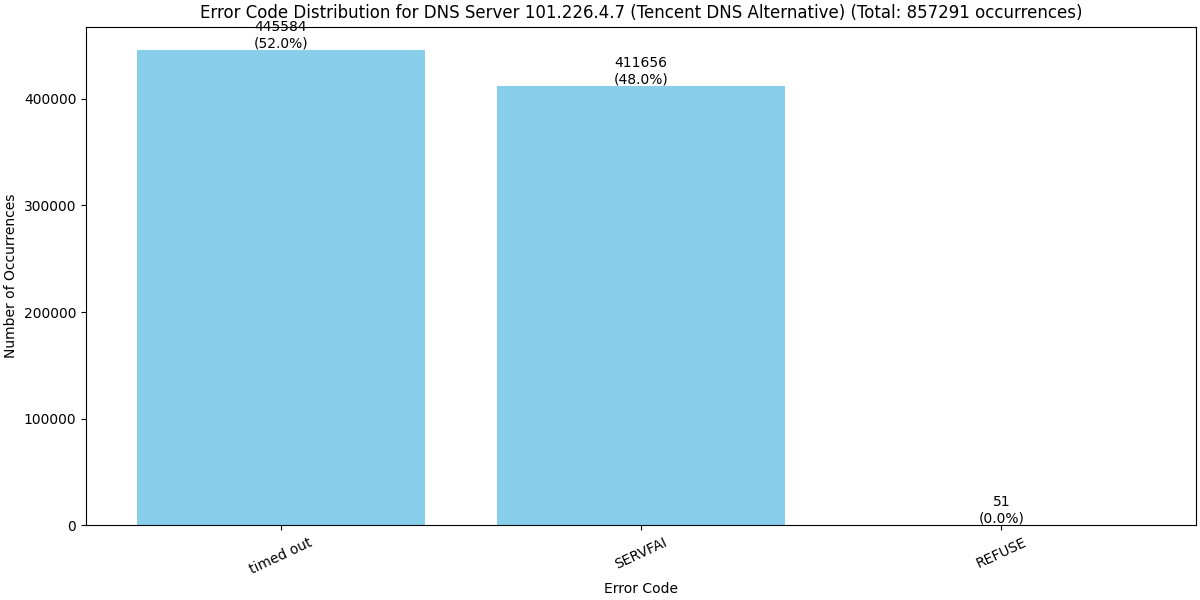 Error Code Distribution for DNS Server 101.226.4.7 (Tencent DNS Alternative) (Total: 857291 occurrences)
445584
(52.0%)
411656
(48.0%)
51
(0.0%)
400000
300000
200000
100000
0
Number of Occurrences
timed out
SERVFAI
REFUSE
Error Code